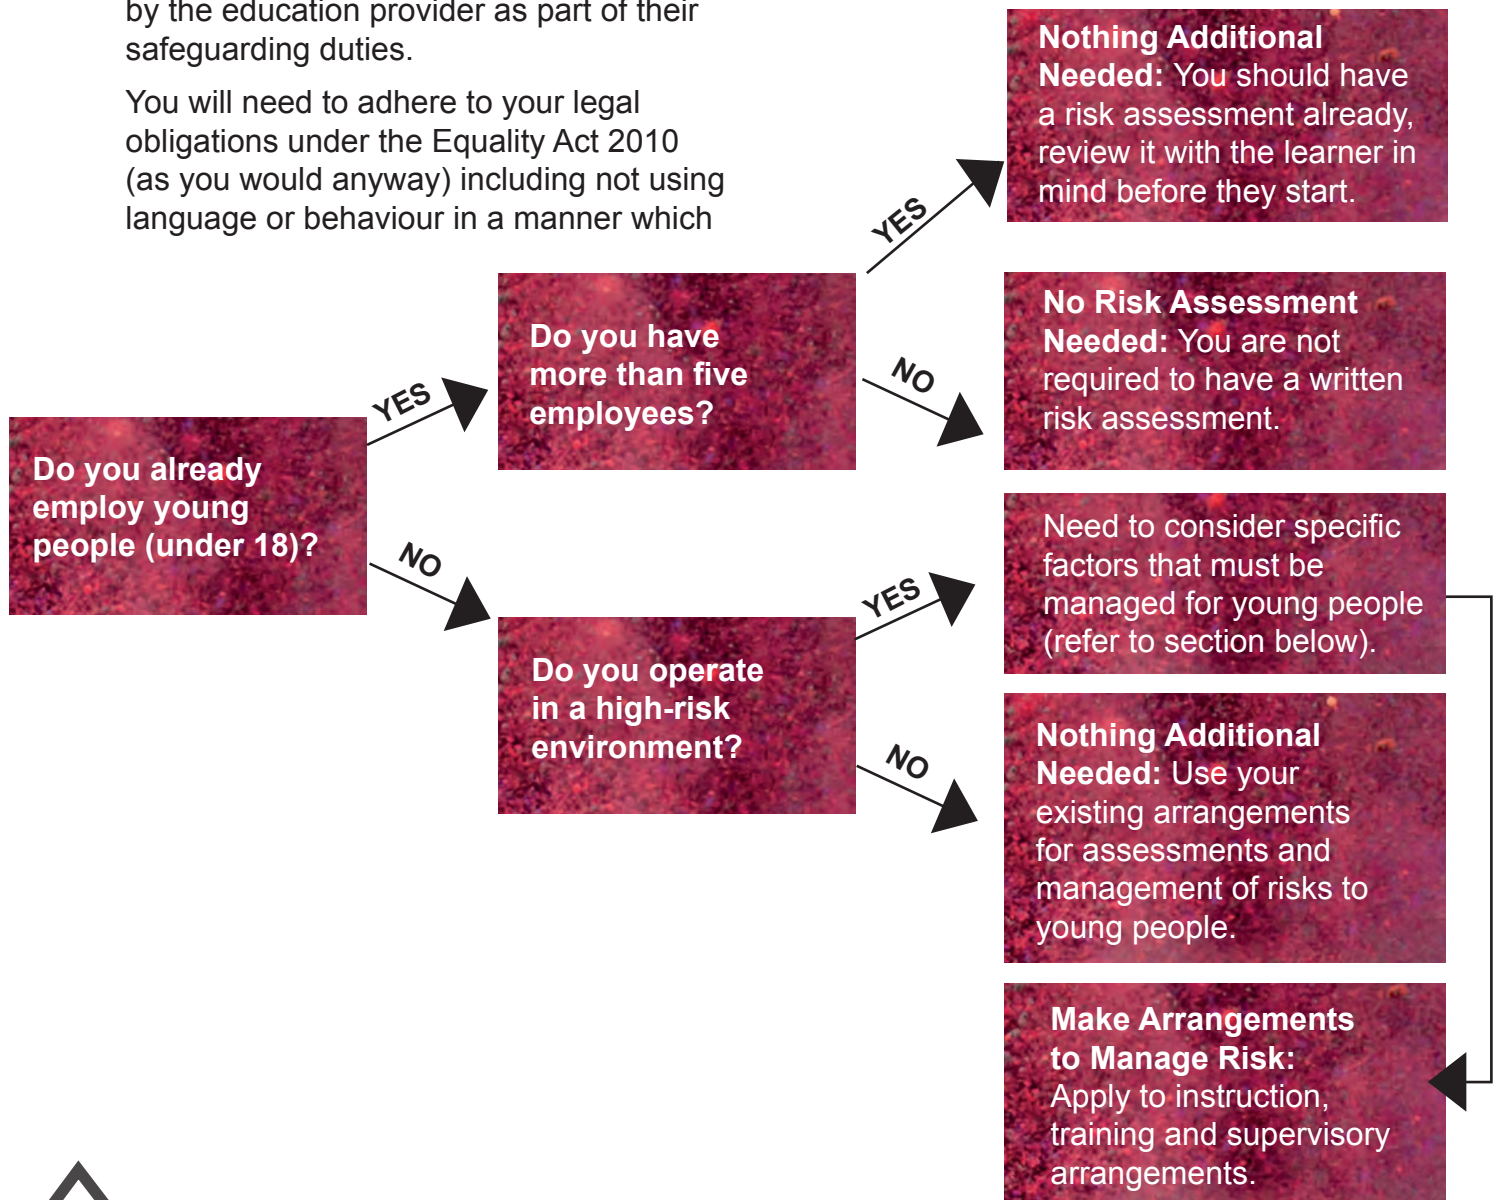 by the education provider as part of their
safeguarding duties.
You will need to adhere to your legal
obligations under the Equality Act 2010
(as you would anyway) including not using
language or behaviour in a manner which
Do you already
employ young
people (under 18)?
YES
NO
Do you have
more than five
employees?
YES
NO
Nothing Additional
Needed: You should have
a risk assessment already,
review it with the learner in
mind before they start.
No Risk Assessment
Needed: You are not
required to have a written
risk assessment.
Do you operate
in a high-risk
environment?
YES
NO
Need to consider specific
factors that must be
managed for young people
(refer to section below).
Nothing Additional
Needed: Use your
existing arrangements
for assessments and
management of risks to
young people.
Make Arrangements
to Manage Risk:
Apply to instruction,
training and supervisory
arrangements.